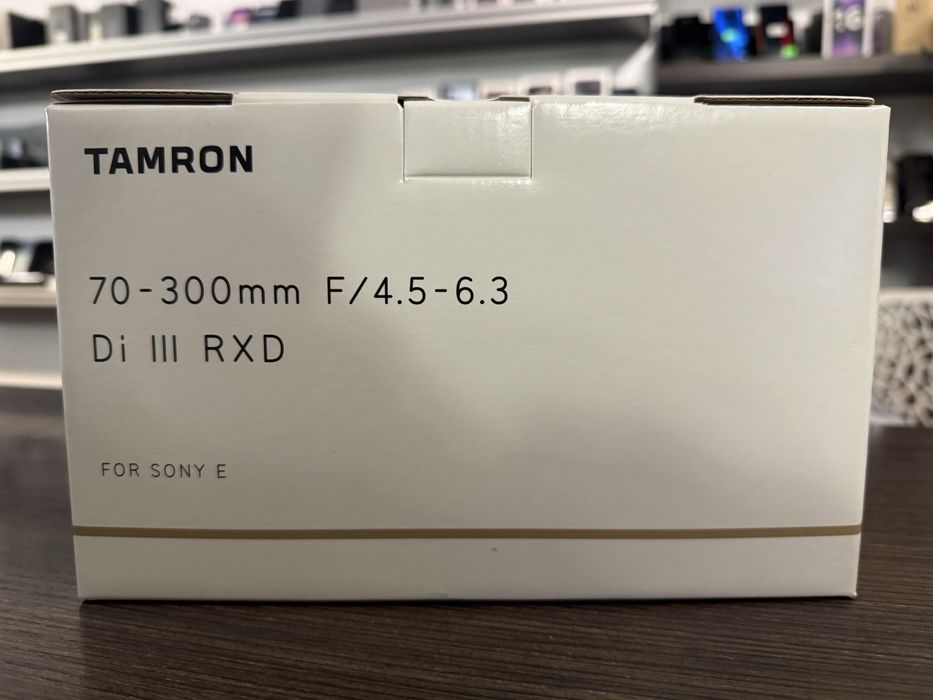 TAMRON
70-300mm F/4.5-6.3
Di III RXD
FOR SONY E